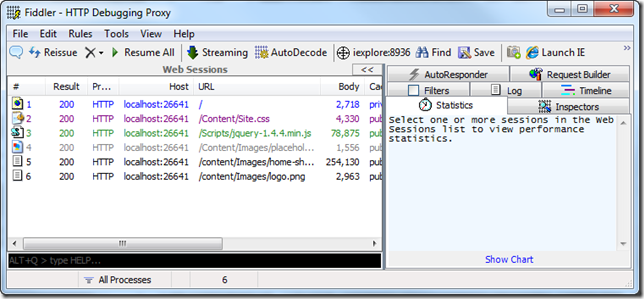 Fiddler - HTTP Debugging Proxy
File Edit Rules Tools View Help
Reissue Resume All Streaming AutoDecode iexplore:8936 Find Save Launch IE »
Web Sessions <<
# Result Pr... Host URL Body Ca
1 200 HTTP localhost:26641 / 2,718 priv
2 200 HTTP localhost:26641 /Content/Site.css 4,330 pub
3 200 HTTP localhost:26641 /Scripts/jquery-1.4.4.min.js 78,875 pub
4 200 HTTP localhost:26641 /Content/Images/placehol... 1,556 pub
5 200 HTTP localhost:26641 /content/Images/home-sh... 254,130 pub
6 200 HTTP localhost:26641 /content/Images/logo.png 2,963 pub
ALT+Q > type HELP...
AutoResponder Request Builder
Filters Log Timeline
Statistics Inspectors
Select one or more sessions in the Web
Sessions list to view performance
statistics.
Show Chart
All Processes 6